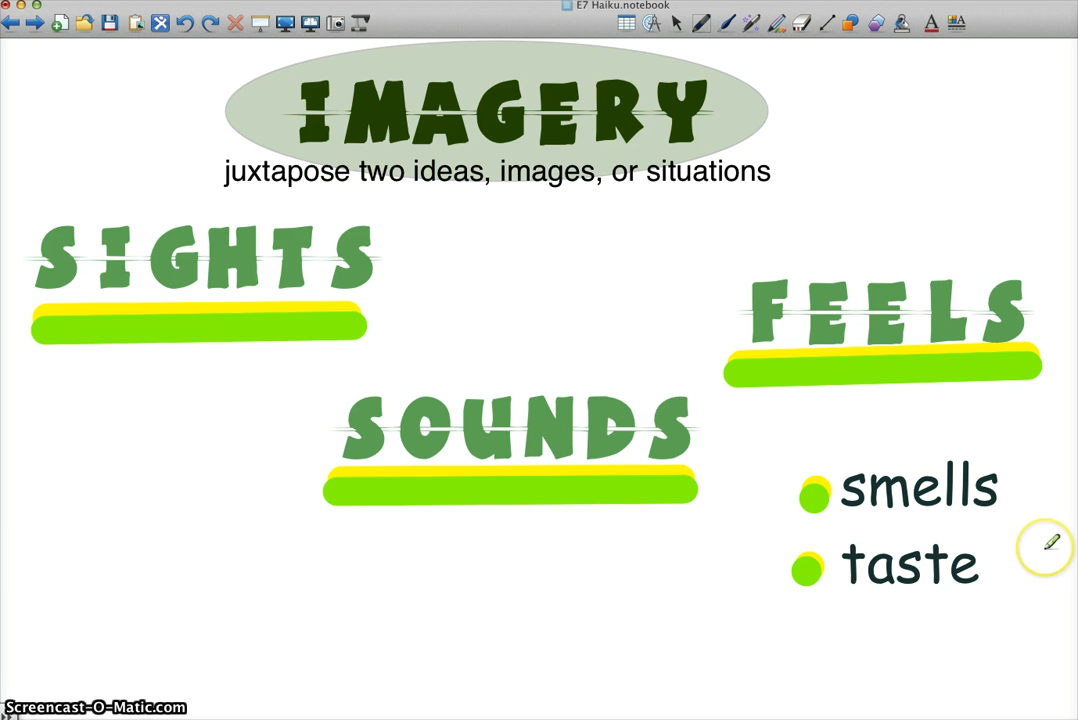 E7 Haiku.notebook
IMAGERY
juxtapose two ideas, images, or situations
SIGHTS
FEELS
SOUNDS
smells
taste
Screencast-O-Matic.com